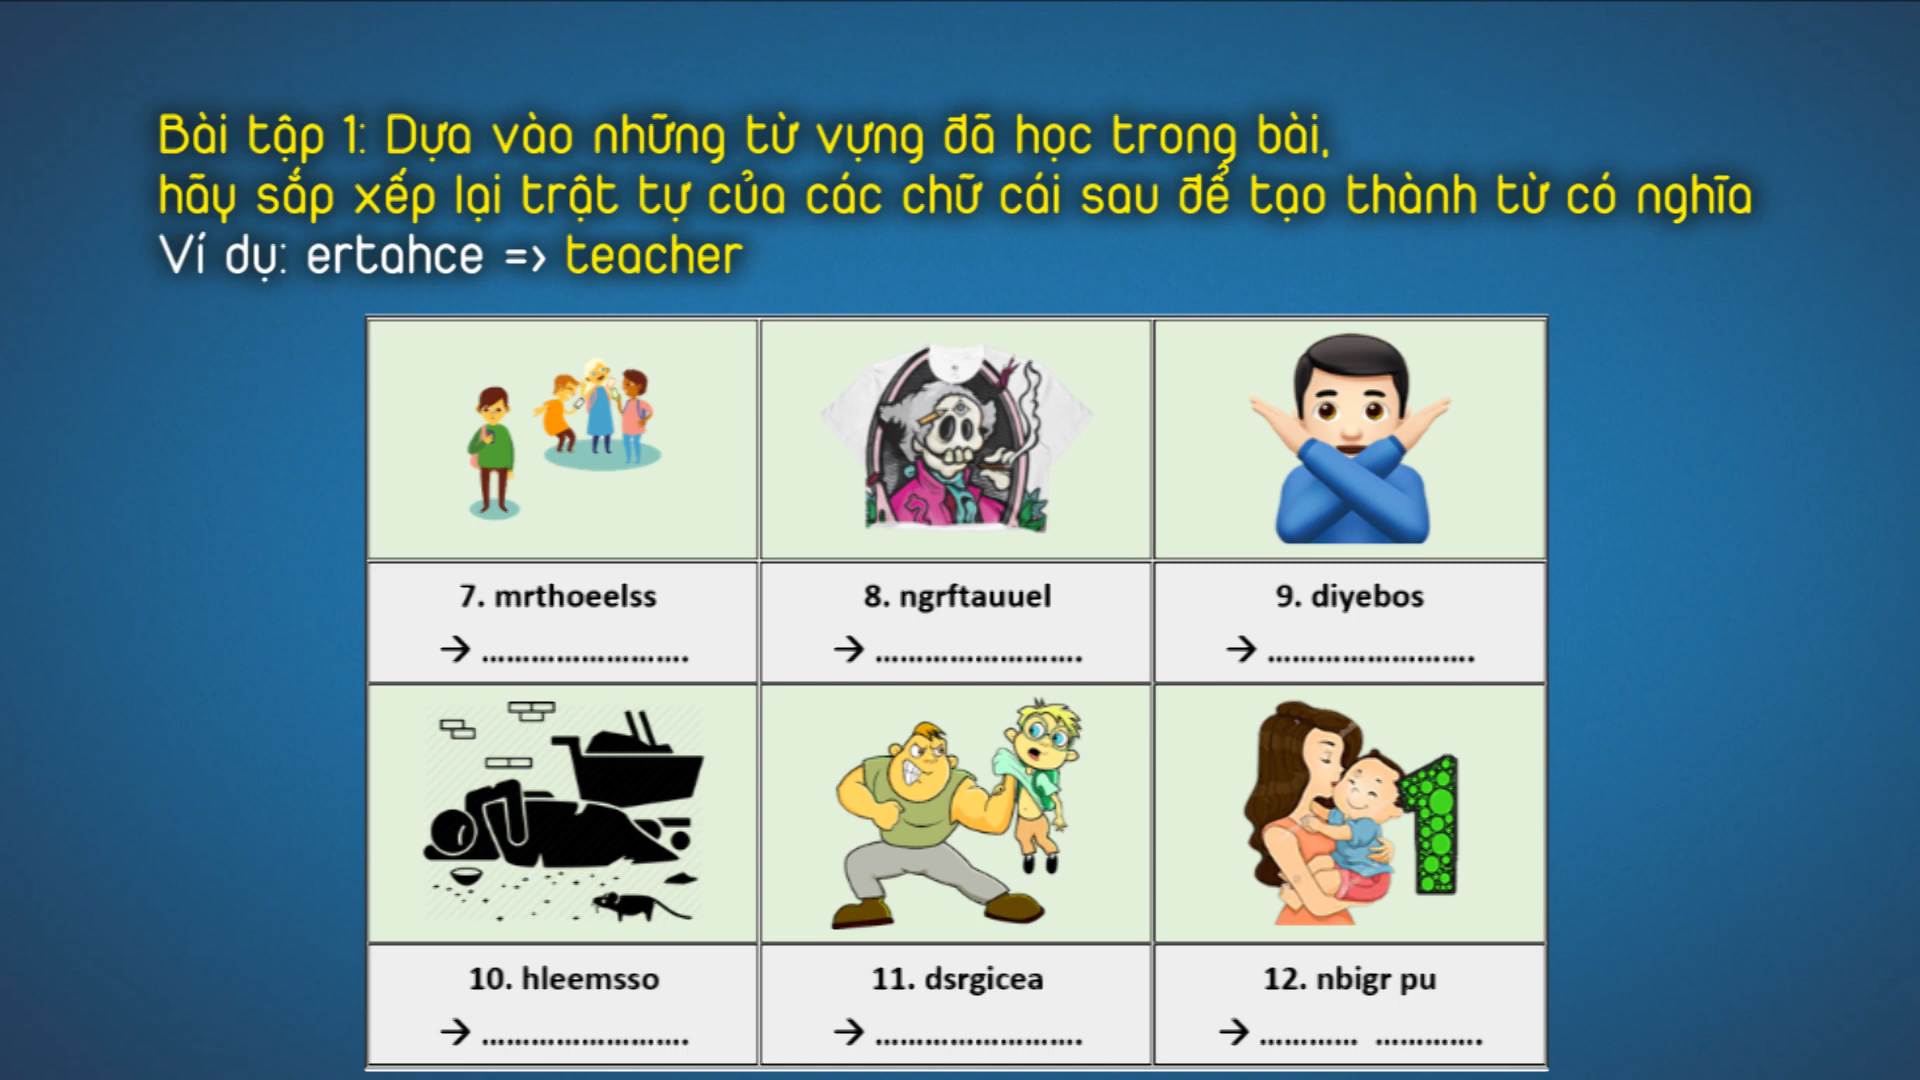 Bài tập 1: Dựa vào những từ vựng đã học trong bài,
hãy sắp xếp lại trật tự của các chữ cái sau để tạo thành từ có nghĩa
Ví dụ: ertahce => teacher
7. mrthoeelss
→ .........................
8. ngrftauuel
→ .........................
9. diyebos
→ .........................
10. hleemsso
→ .........................
11. dsrgicea
→ .........................
12. nbigr pu
→ ............ .............